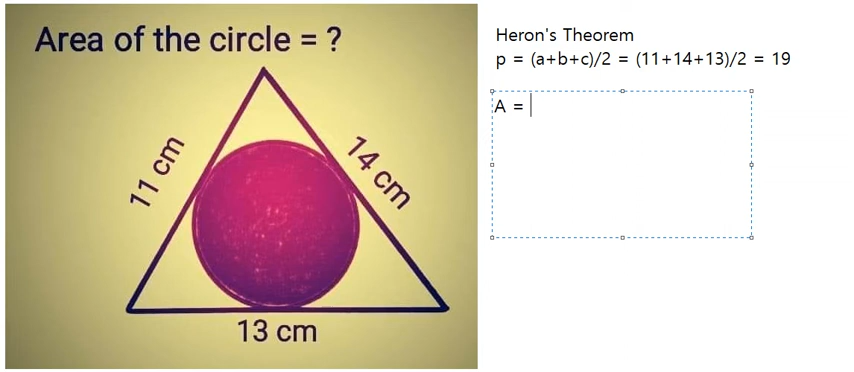 Area of the circle = ?
11 cm
14 cm
13 cm
Heron's Theorem
p = (a+b+c)/2 = (11+14+13)/2 = 19
A =